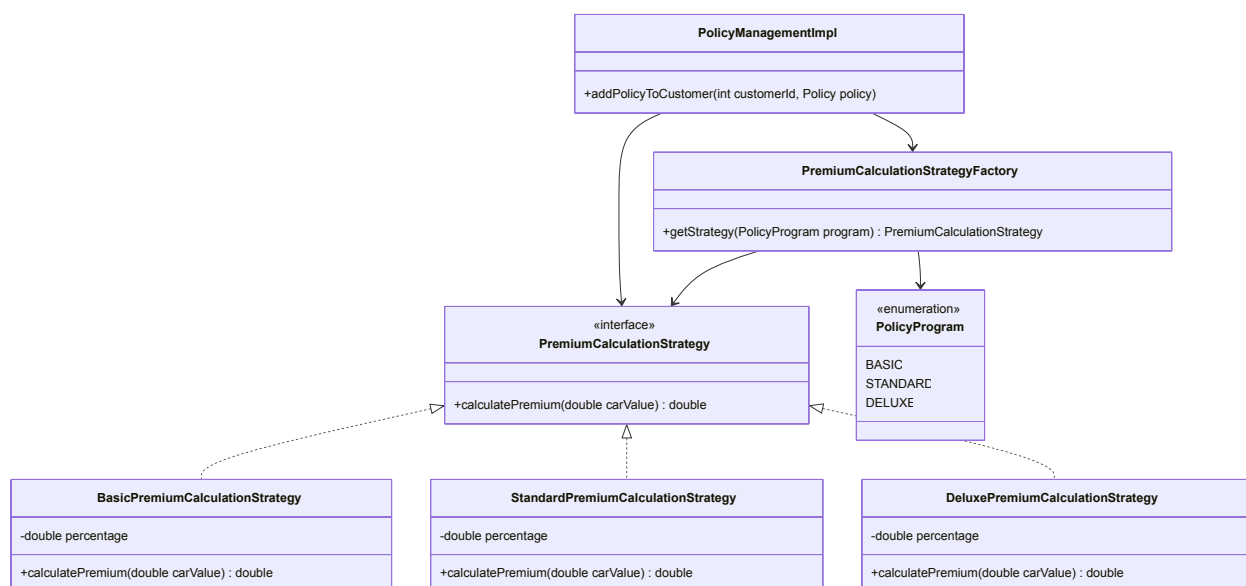 PolicyManagementImpl
+addPolicyToCustomer(int customerId, Policy policy)
PremiumCalculationStrategyFactory
+getStrategy(PolicyProgram program) : PremiumCalculationStrategy
«interface»
PremiumCalculationStrategy
+calculatePremium(double carValue) : double
«enumeration»
PolicyProgram
BASIC
STANDARD
DELUXE
BasicPremiumCalculationStrategy
-double percentage
+calculatePremium(double carValue) : double
StandardPremiumCalculationStrategy
-double percentage
+calculatePremium(double carValue) : double
DeluxePremiumCalculationStrategy
-double percentage
+calculatePremium(double carValue) : double